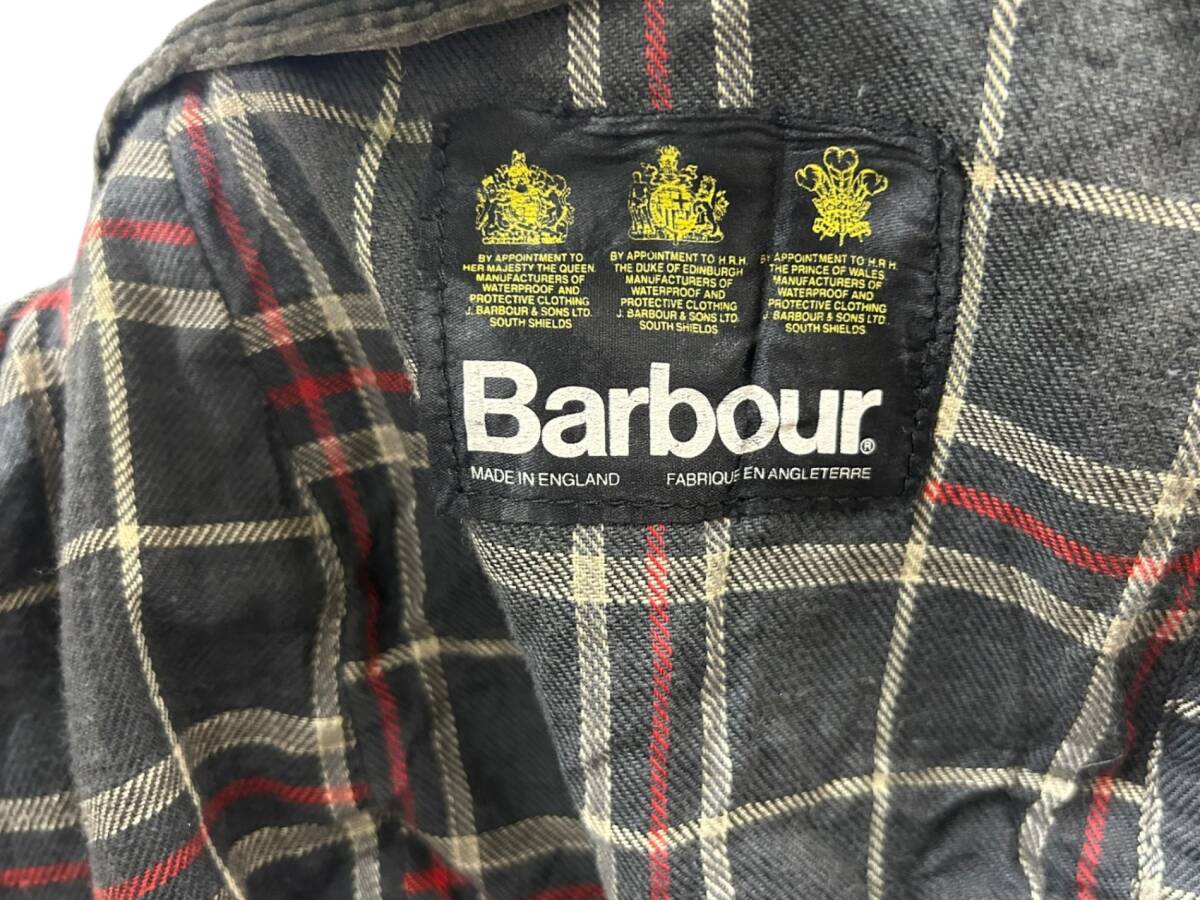 BY APPOINTMENT TO
HER MAJESTY THE QUEEN
MANUFACTURERS OF
WATERPROOF AND
PROTECTIVE CLOTHING
J. BARBOUR & SONS LTD.
SOUTH SHIELDS
BY APPOINTMENT TO H.R.H.
THE DUKE OF EDINBURGH
MANUFACTURERS OF
WATERPROOF AND
PROTECTIVE CLOTHING
J. BARBOUR & SONS LTD.
SOUTH SHIELDS
BY APPOINTMENT TO H.R.H.
THE PRINCE OF WALES
MANUFACTURERS OF
WATERPROOF AND
PROTECTIVE CLOTHING
J. BARBOUR & SONS LTD.
SOUTH SHIELDS
Barbour®
MADE IN ENGLAND FABRIQUE EN ANGLETERRE